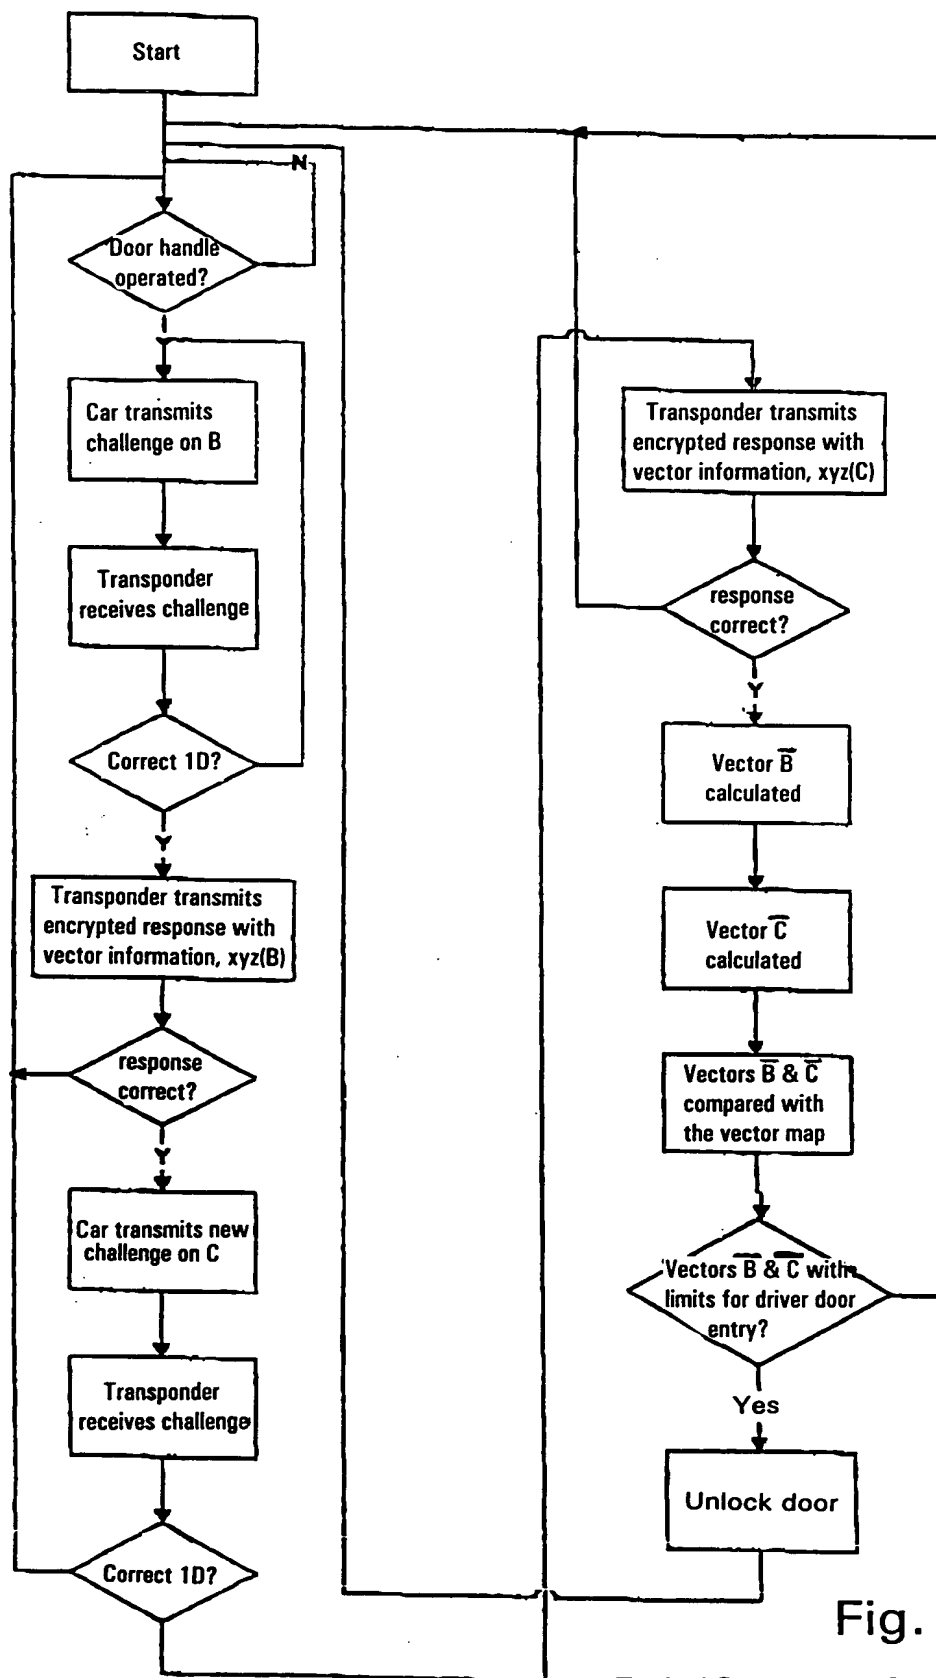 Start
N
Door handle
operated?
Y
Car transmits
challenge on B
Transponder
receives challenge
Correct 1D?
Y
Transponder transmits
encrypted response with
vector information, xyz(B)
response
correct?
Y
Car transmits new
challenge on C
Transponder
receives challenge
Correct 1D?
Transponder transmits
encrypted response with
vector information, xyz(C)
response
correct?
Y
Vector B̅
calculated
Vector C̅
calculated
Vectors B̅ & C̅
compared with
the vector map
Vectors B̅ & C̅ with
limits for driver door
entry?
Yes
Unlock door
Fig.